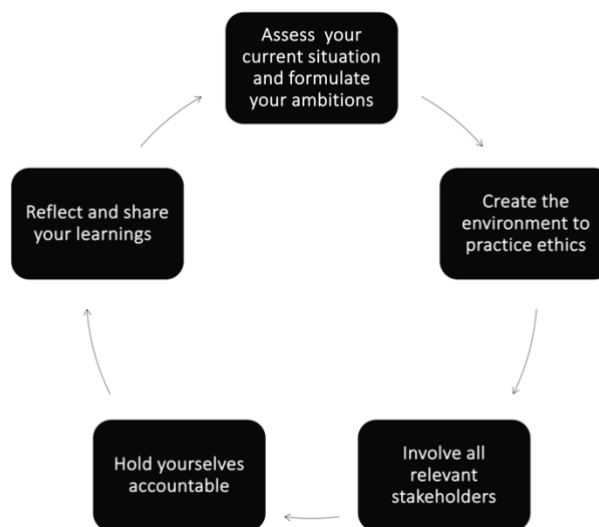 Assess your
current situation
and formulate
your ambitions
Create the
environment to
practice ethics
Involve all
relevant
stakeholders
Hold yourselves
accountable
Reflect and share
your learnings